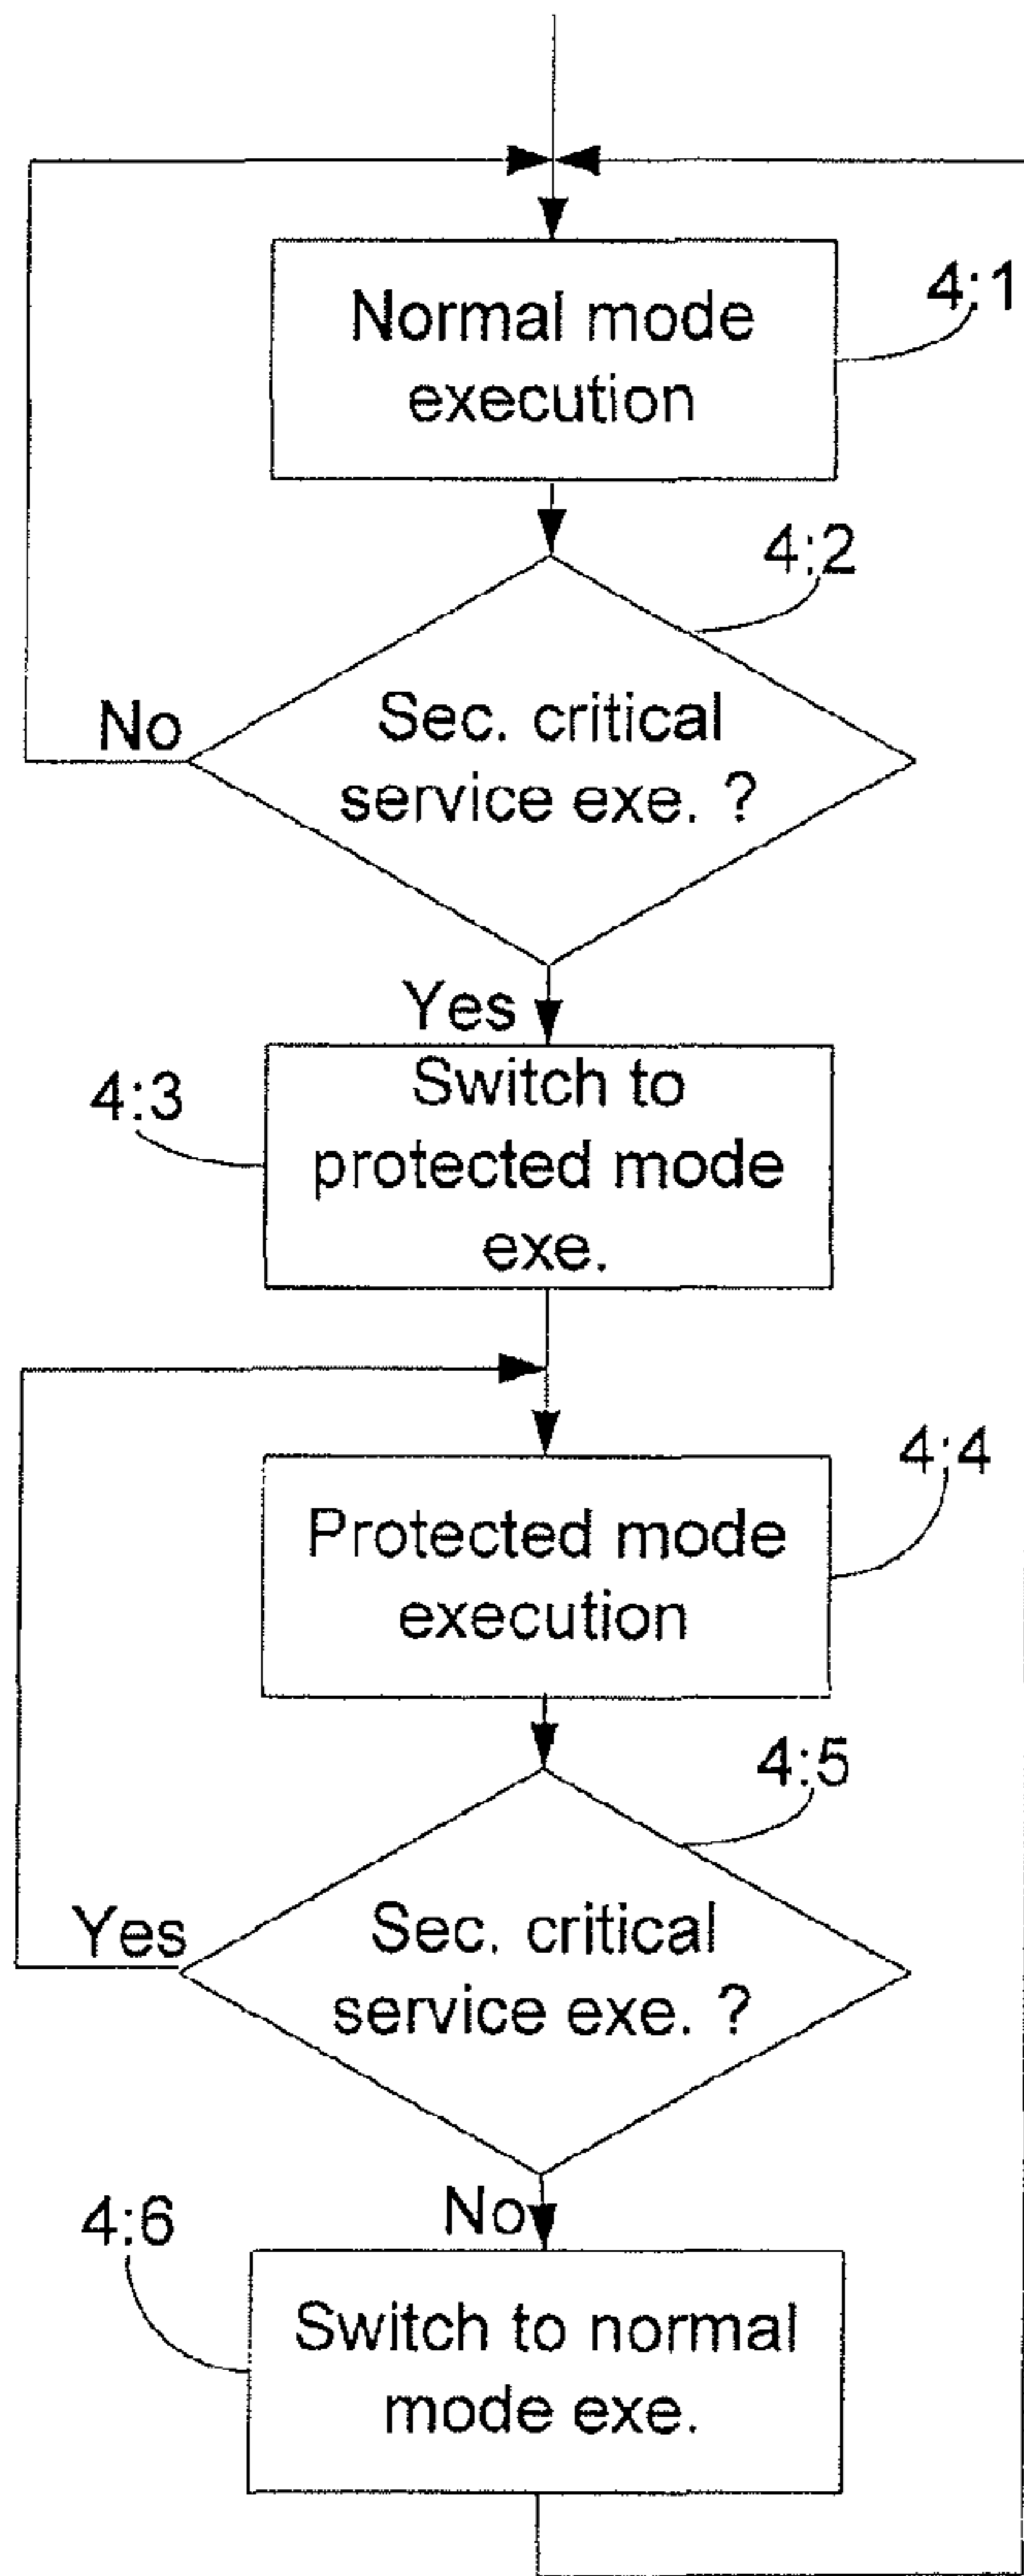 Normal mode
execution
4:1
4:2
Sec. critical
service exe. ?
No
Yes
Switch to
protected mode
exe.
4:3
Protected mode
execution
4:4
4:5
Sec. critical
service exe. ?
Yes
No
4:6
Switch to normal
mode exe.